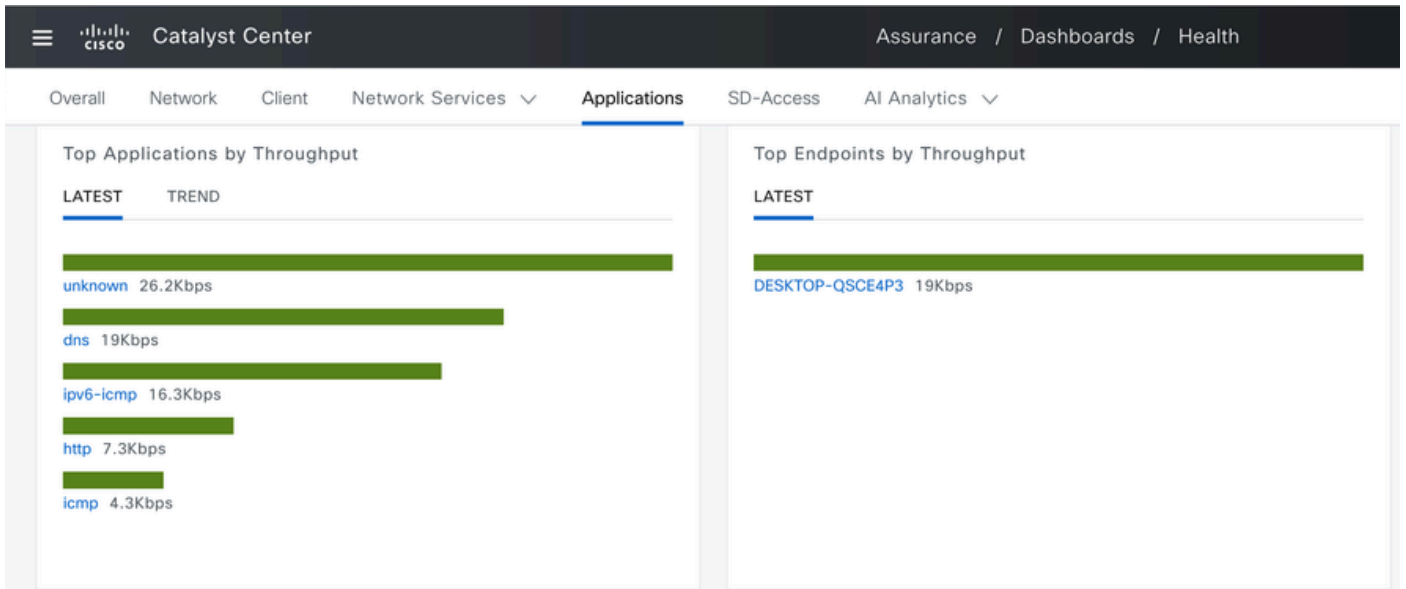 cisco Catalyst Center Assurance / Dashboards / Health
Overall Network Client Network Services Applications SD-Access AI Analytics
Top Applications by Throughput
LATEST TREND
unknown 26.2Kbps
dns 19Kbps
ipv6-icmp 16.3Kbps
http 7.3Kbps
icmp 4.3Kbps
Top Endpoints by Throughput
LATEST
DESKTOP-QSCE4P3 19Kbps